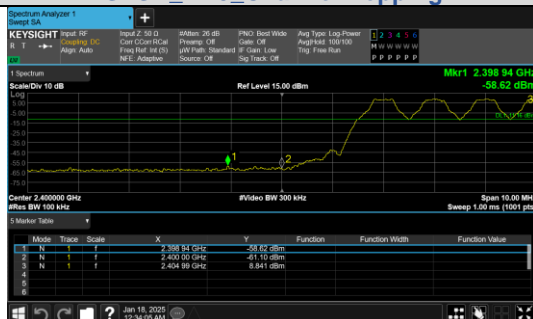 Spectrum Analyzer 1
Swept SA
KEYSIGHT Input: RF Input Z: 50 Ω #Atten: 26 dB PNO: Best Wide Avg Type: Log-Power 1 2 3 4 5 6
R T Coupling: DC Corr CCorr RCal Preamp: Off Gate: Off Avg|Hold: 100/100 M W W W W W
Align: Auto Freq Ref: Int (S) µW Path: Standard IF Gain: Low Trig: Free Run
NFE: Adaptive Source: Off Sig Track: Off P P P P P P
1 Spectrum
Mkr1 2.398 94 GHz
Scale/Div 10 dB Ref Level 15.00 dBm -58.62 dBm
Log
5.00
-5.00
-15.0
-25.0
-35.0
-45.0
-55.0
-65.0
-75.0
1
2
3
Center 2.400000 GHz #Video BW 300 kHz Span 10.00 MH
#Res BW 100 kHz Sweep 1.00 ms (1001 pts
5 Marker Table
Mode Trace Scale X Y Function Function Width Function Value
1 N 1 f 2.398 94 GHz -58.62 dBm
2 N 1 f 2.400 00 GHz -61.10 dBm
3 N 1 f 2.404 99 GHz 8.841 dBm
4
5
6
? Jan 18, 2025
12:34:05 AM